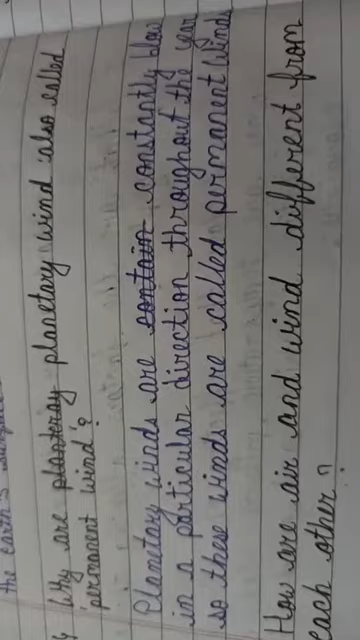 the earth's
Why are planetary planetary wind also called
permanent wind?
Planetary winds are contain constantly blow
in a particular direction throughout the year
so these winds are called permanent winds
How are air and wind different from
each other?